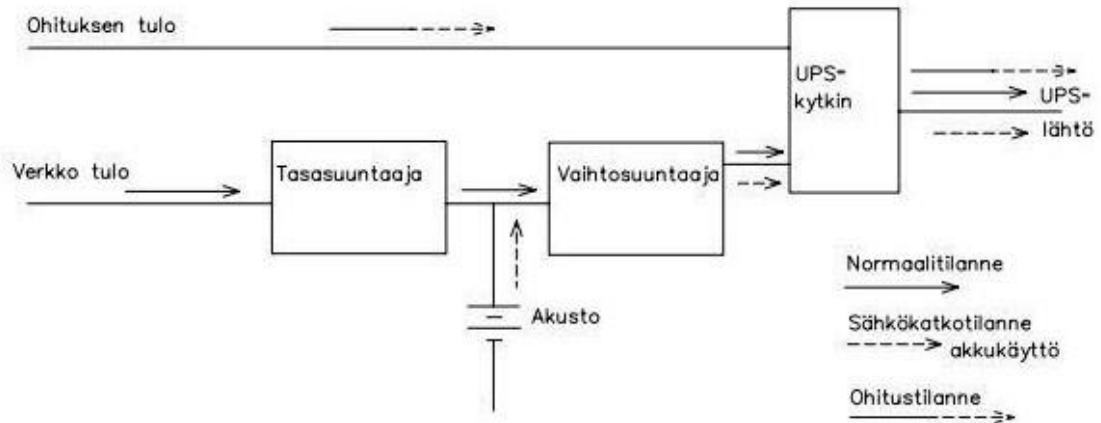 Ohituksen tulo
UPS-
kytkin
UPS-
lähtö
Verkko tulo
Tasasuuntaaja
Vaihtosuuntaaja
Akusto
Normaalitilanne
Sähkökatkotilanne
akkukäyttö
Ohitustilanne